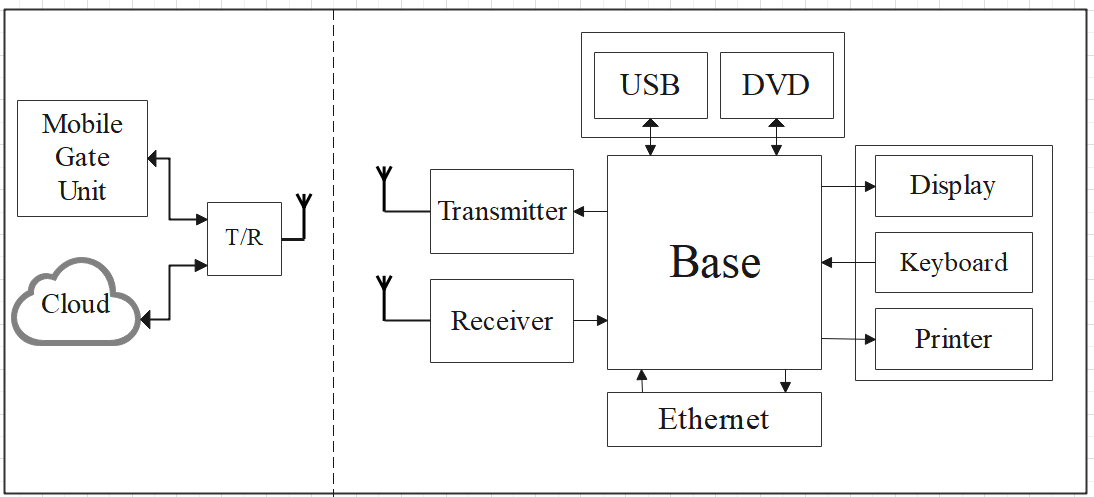 Mobile
Gate
Unit
Cloud
T/R
Transmitter
Receiver
USB
DVD
Base
Ethernet
Display
Keyboard
Printer